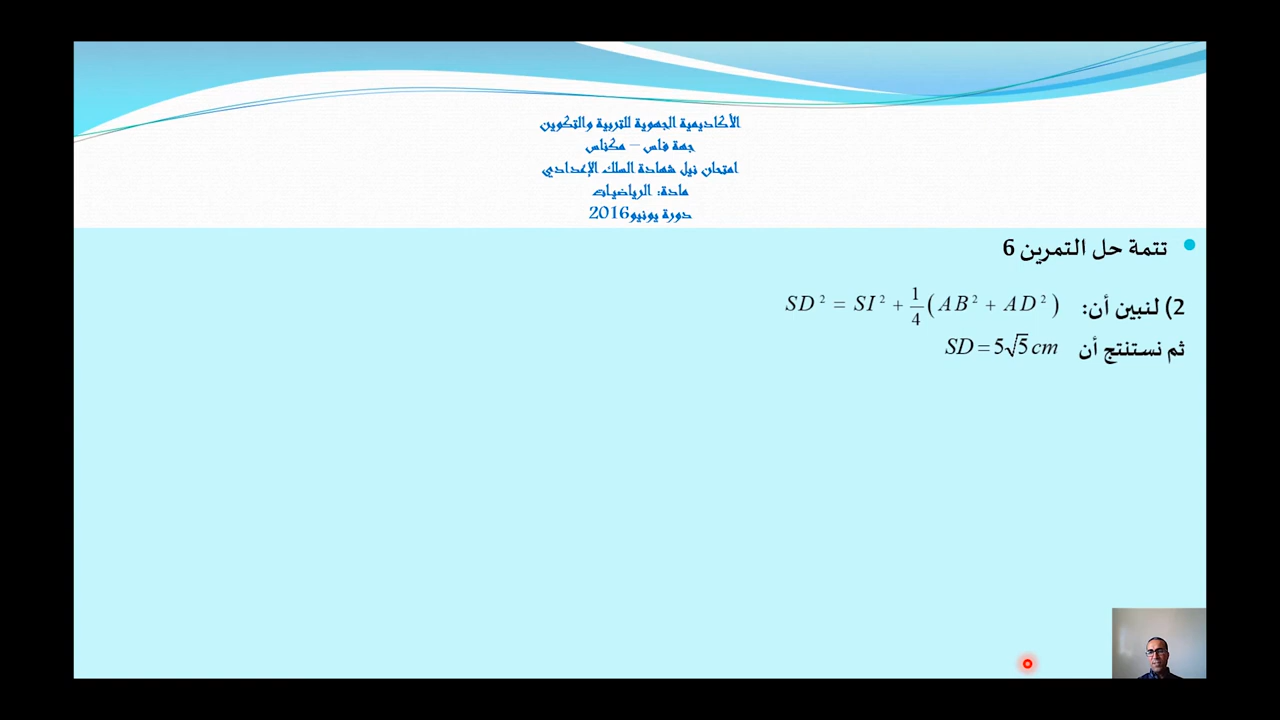 الأكاديمية الجهوية للتربية والتكوين
جهة فاس – مكناس
امتحان نيل شهادة السلك الإعدادي
مادة: الرياضيات
دورة يونيو2016
تتمة حل التمرين 6
2) لنبين أن: SD² = SI² + 1/4 (AB² + AD²)
ثم نستنتج أن SD = 5√5 cm